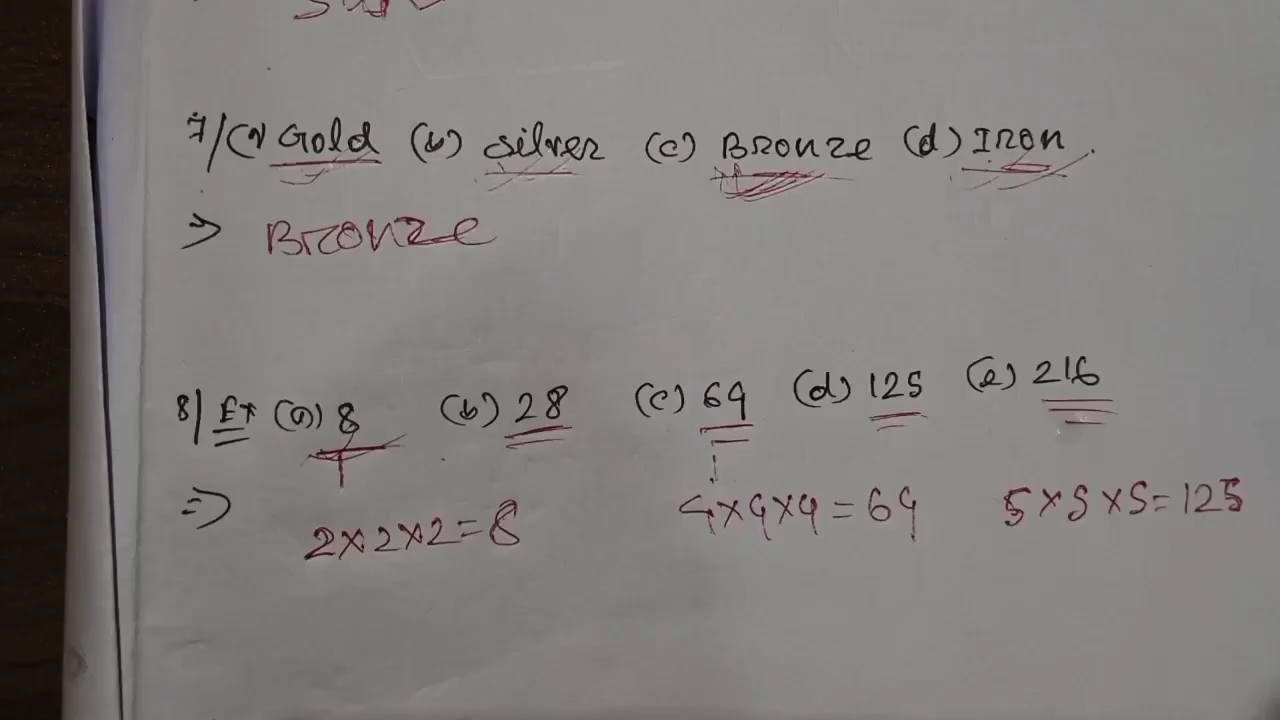 7/(a) Gold (b) Silver (c) Bronze (d) Iron.
⇒ Bronze
8/ Ex (a) 8 (b) 28 (c) 64 (d) 125 (e) 216
⇒ 2×2×2=8 4×4×4=64 5×5×5=125